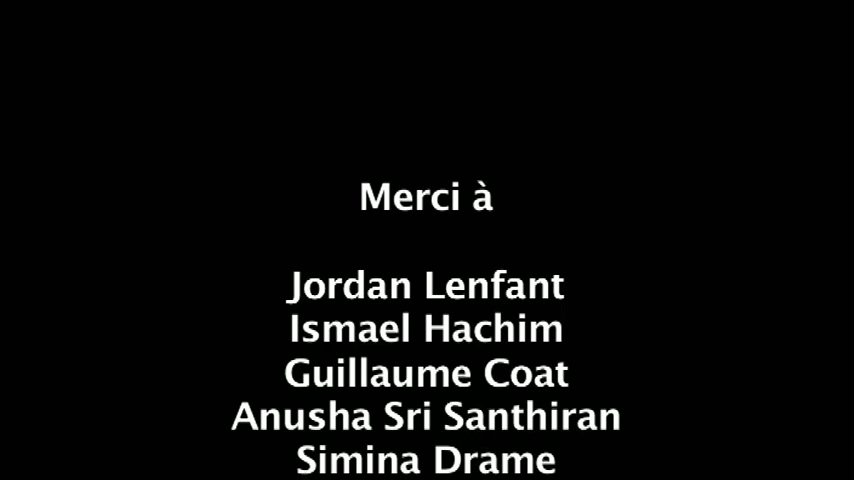 Merci à
Jordan Lenfant
Ismael Hachim
Guillaume Coat
Anusha Sri Santhiran
Simina Drame